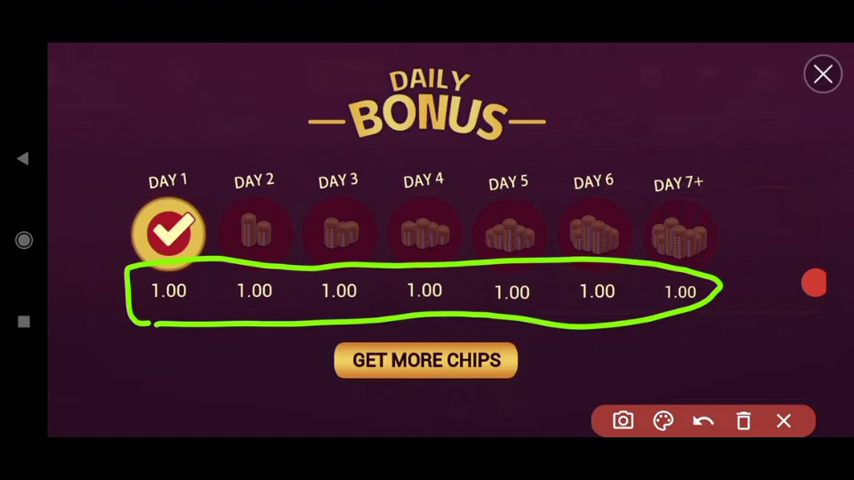 DAILY
BONUS
DAY 1 DAY 2 DAY 3 DAY 4 DAY 5 DAY 6 DAY 7+
1.00 1.00 1.00 1.00 1.00 1.00 1.00
GET MORE CHIPS